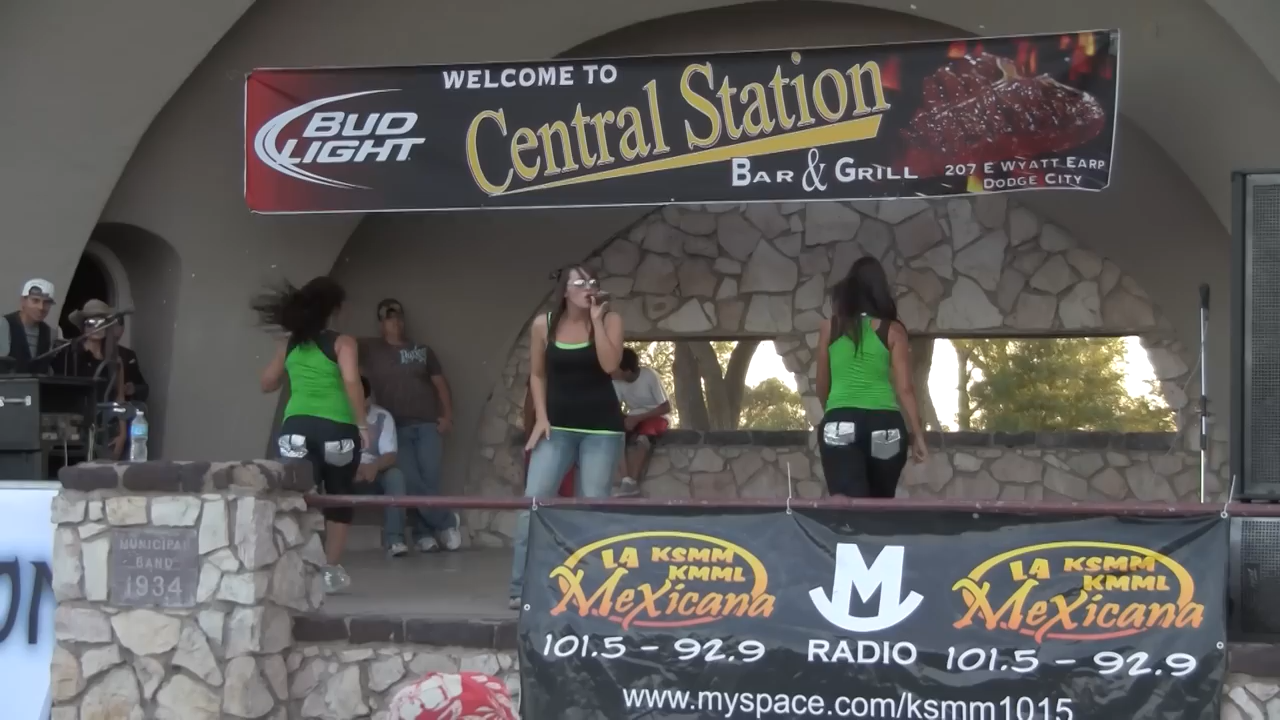 WELCOME TO
BUD LIGHT
Central Station
BAR & GRILL
207 E WYATT EARP
DODGE CITY
MUNICIPAL
BAND
1934
LA KSMM
KMML
Mexicana
101.5 - 92.9
M
RADIO
LA KSMM
KMML
Mexicana
101.5 - 92.9
www.myspace.com/ksmm1015